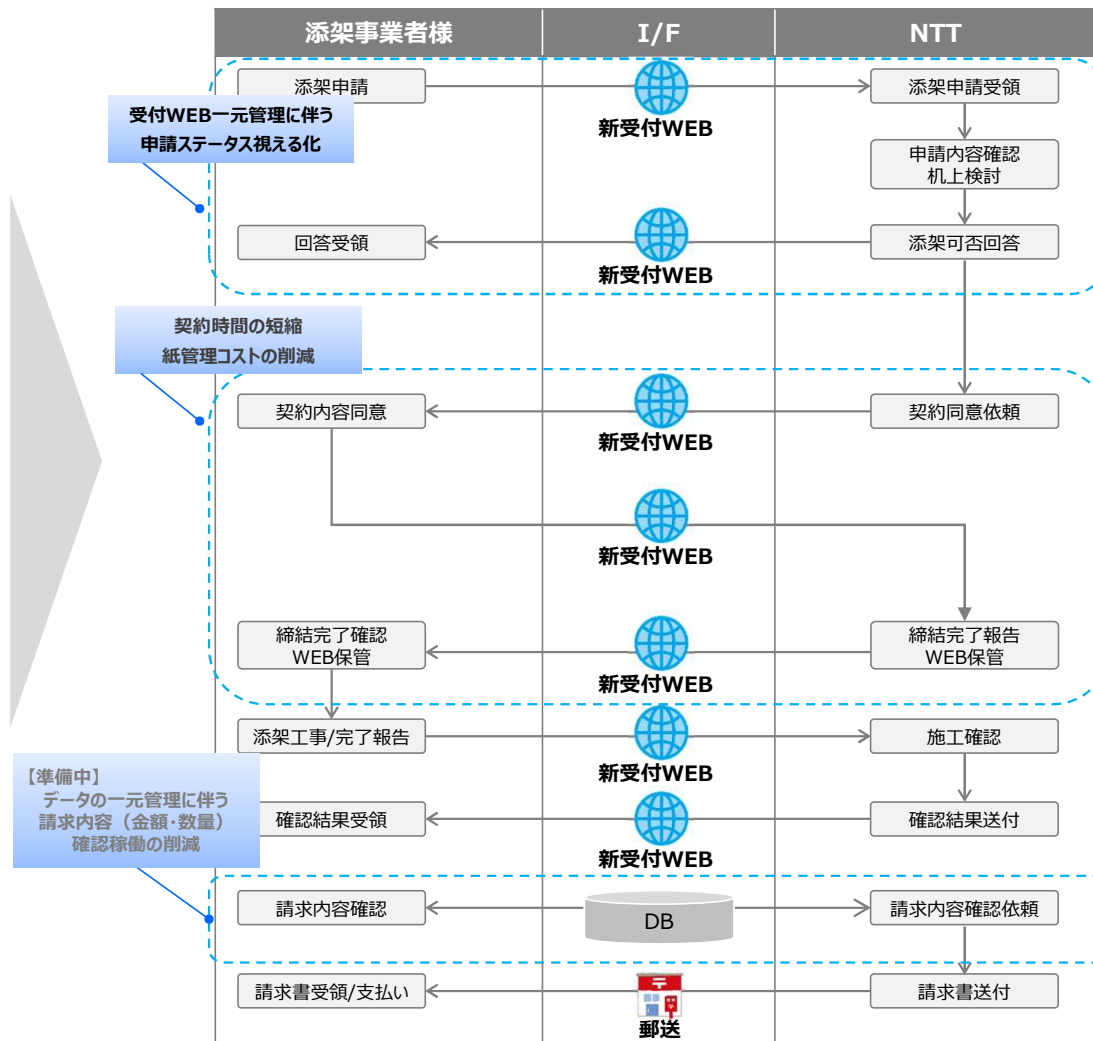 添架事業者様
I/F
NTT
添架申請
新受付WEB
添架申請受領
受付WEB一元管理に伴う
申請ステータス視える化
申請内容確認
机上検討
回答受領
新受付WEB
添架可否回答
契約時間の短縮
紙管理コストの削減
契約内容同意
新受付WEB
契約同意依頼
新受付WEB
締結完了確認
WEB保管
新受付WEB
締結完了報告
WEB保管
添架工事/完了報告
新受付WEB
施工確認
【準備中】
データの一元管理に伴う
請求内容（金額・数量）
確認稼働の削減
確認結果受領
新受付WEB
確認結果送付
請求内容確認
DB
請求内容確認依頼
請求書受領/支払い
〒
郵送
請求書送付